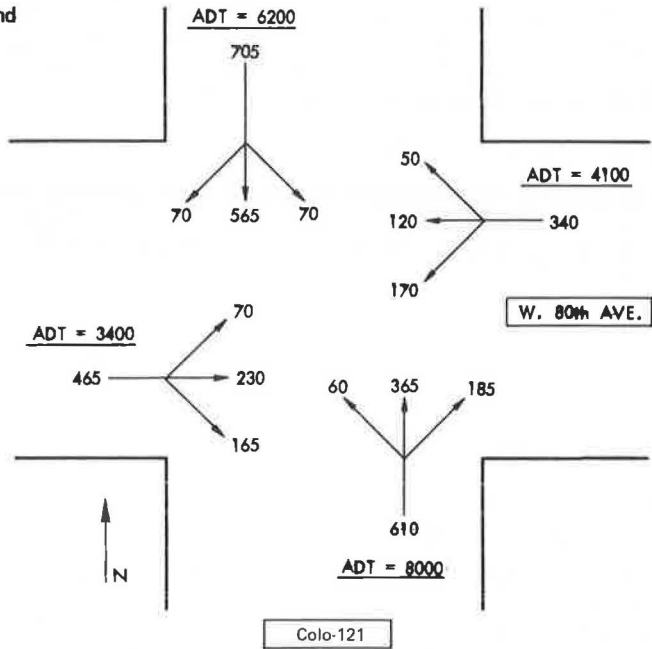 nd
ADT = 6200
705
70 565 70
50
ADT = 4100
120
340
170
W. 80th AVE.
ADT = 3400
70
465
230
165
60 365 185
610
ADT = 8000
N
Colo-121